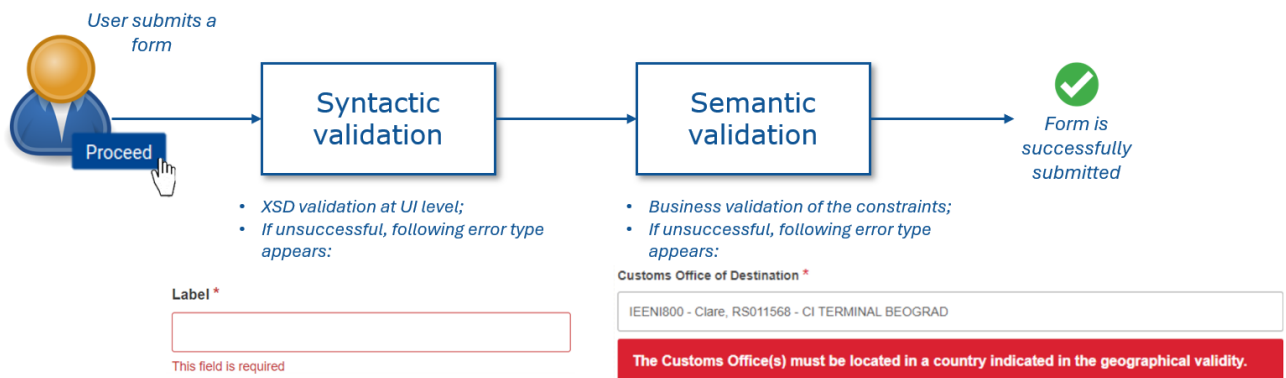 User submits a
form
Proceed
Syntactic
validation
Semantic
validation
Form is
successfully
submitted
• XSD validation at UI level;
• If unsuccessful, following error type
appears:
• Business validation of the constraints;
• If unsuccessful, following error type
appears:
Label *
This field is required
Customs Office of Destination *
IEENI800 - Clare, RS011568 - CI TERMINAL BEOGRAD
The Customs Office(s) must be located in a country indicated in the geographical validity.